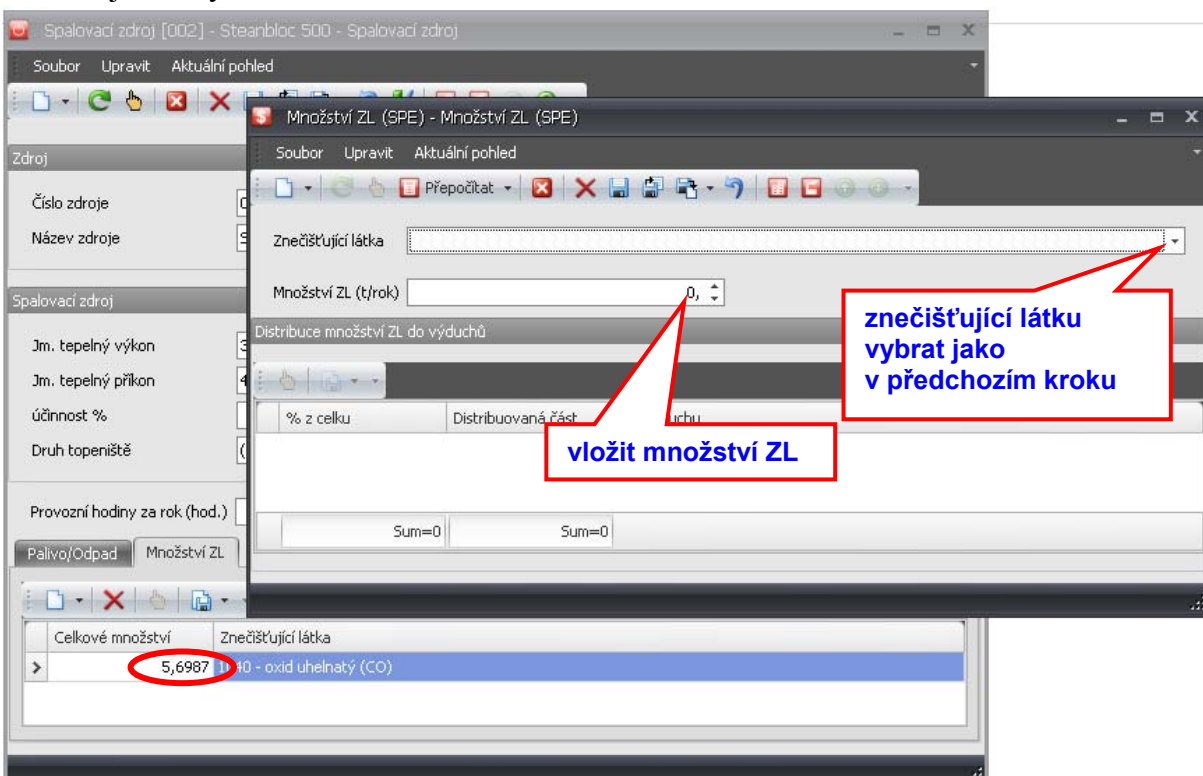 Spalovací zdroj [002] - Steanbloc 500 - Spalovací zdroj
Soubor Upravit Aktuální pohled
Zdroj
Číslo zdroje
Název zdroje
Spalovací zdroj
Jm. tepelný výkon
Jm. tepelný příkon
účinnost %
Druh topeniště
Provozní hodiny za rok (hod.)
Palivo/Odpad Množství ZL
Celkové množství Znečišťující látka
5,6987 - oxid uhelnatý (CO)
Množství ZL (SPE) - Množství ZL (SPE)
Soubor Upravit Aktuální pohled
Přepočítat
Znečišťující látka
Množství ZL (t/rok) 0,
Distribuce množství ZL do výduchů
% z celku Distribuovaná část
Sum=0 Sum=0
znečišťující látku
vybrat jako
v předchozím kroku
vložit množství ZL